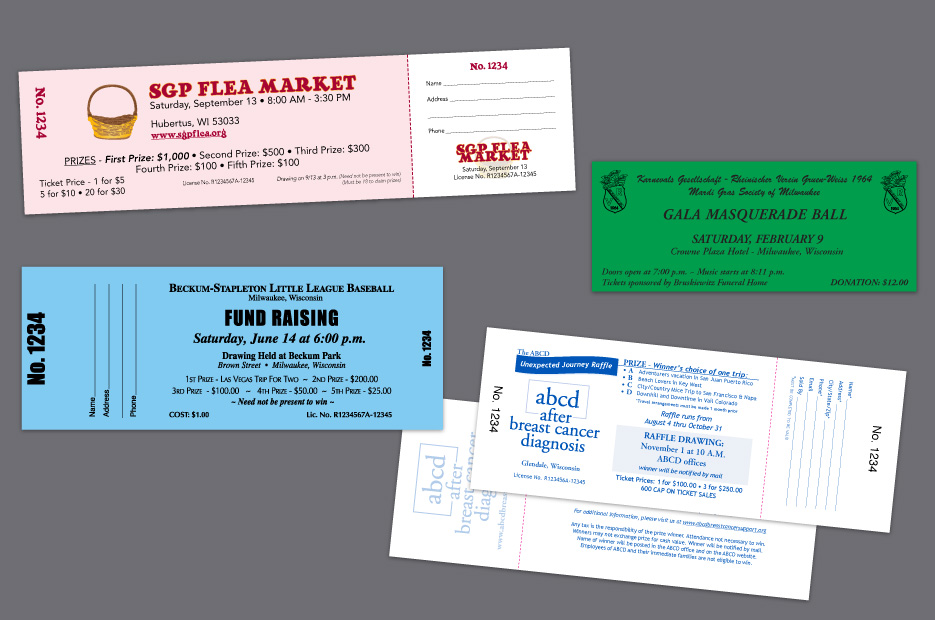 No. 1234
SGP FLEA MARKET
Saturday, September 13 • 8:00 AM - 3:30 PM
Hubertus, WI 53033
www.sgpflea.org
PRIZES - First Prize: $1,000 • Second Prize: $500 • Third Prize: $300
Fourth Prize: $100 • Fifth Prize: $100
Ticket Price - 1 for $5
5 for $10 • 20 for $30
License No. R1234567A-12345
Drawing on 9/13 at 3 p.m. (Need not be present to win)
(Must be 18 to claim prizes)
No. 1234
Name
Address
Phone
SGP FLEA
MARKET
Saturday, September 13
License No. R1234567A-12345
Karnevals Gesellschaft - Rheinischer Verein Gruen-Weiss 1964
Mardi Gras Society of Milwaukee
GALA MASQUERADE BALL
SATURDAY, FEBRUARY 9
Crowne Plaza Hotel - Milwaukee, Wisconsin
Doors open at 7:00 p.m. – Music starts at 8:11 p.m.
Tickets sponsored by Bruskiewitz Funeral Home
DONATION: $12.00
No. 1234
Name
Address
Phone
BECKUM-STAPLETON LITTLE LEAGUE BASEBALL
Milwaukee, Wisconsin
FUND RAISING
Saturday, June 14 at 6:00 p.m.
Drawing Held at Beckum Park
Brown Street • Milwaukee, Wisconsin
1ST PRIZE - LAS VEGAS TRIP FOR TWO ~ 2ND PRIZE - $200.00
3RD PRIZE - $100.00 ~ 4TH PRIZE - $50.00 ~ 5TH PRIZE - $25.00
~ Need not be present to win ~
COST: $1.00
Lic. No. R1234567A-12345
No. 1234
No. 1234
The ABCD
Unexpected Journey Raffle
abcd
after
breast cancer
diagnosis
Glendale, Wisconsin
License No. R123456A-12345
PRIZE - Winner's choice of one trip:
• A Adventurers vacation in San Juan Puerto Rico
• B Beach Lovers in Key West
• C City/Country Nice Trip to San Francisco & Napa
• D Downhill and Downtime in Vail Colorado
*Travel arrangements must be made 1 month prior
Raffle runs from
August 4 thru October 31
RAFFLE DRAWING:
November 1 at 10 A.M.
ABCD offices
winner will be notified by mail
Ticket Prices: 1 for $100.00 • 3 for $250.00
600 CAP ON TICKET SALES
Name*
Address*
City/State/Zip*
Phone*
Email
Sold By
No. 1234
abcd
after
breast cancer
diag
For additional information, please visit us at www.abcdbreastcancersupport.org
Any tax is the responsibility of the prize winner. Attendance not necessary to win.
Winners may not exchange prize for cash value. Winner will be notified by mail.
Name of winner will be posted in the ABCD office and on the ABCD website.
Employees of ABCD and their immediate families are not eligible to win.